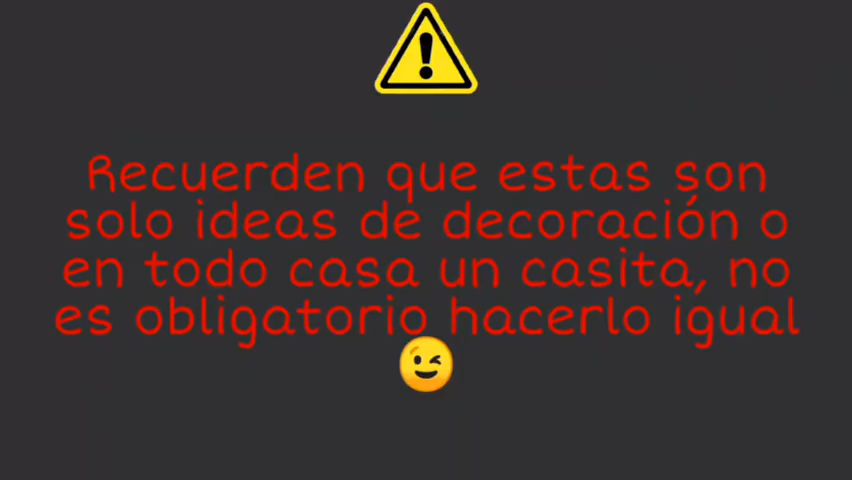 Recuerden que estas son
solo ideas de decoración o
en todo casa un casita, no
es obligatorio hacerlo igual
😉